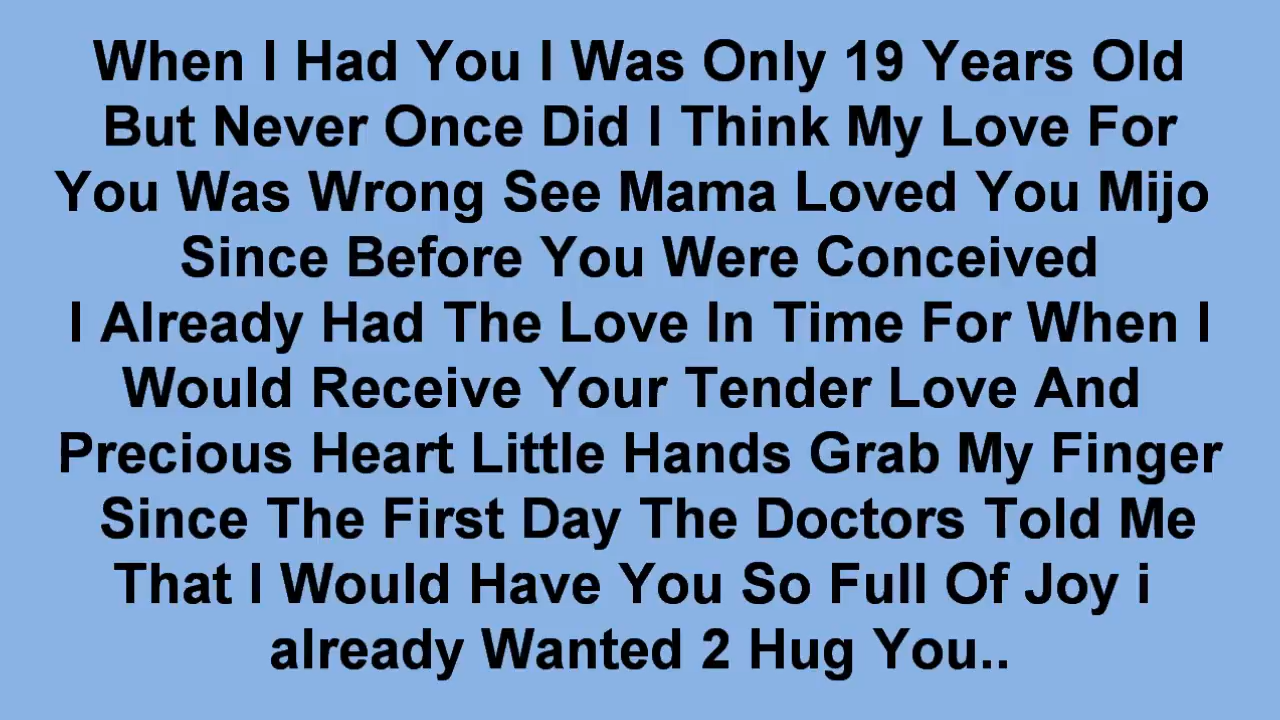 When I Had You I Was Only 19 Years Old
But Never Once Did I Think My Love For
You Was Wrong See Mama Loved You Mijo
Since Before You Were Conceived
I Already Had The Love In Time For When I
Would Receive Your Tender Love And
Precious Heart Little Hands Grab My Finger
Since The First Day The Doctors Told Me
That I Would Have You So Full Of Joy i
already Wanted 2 Hug You..